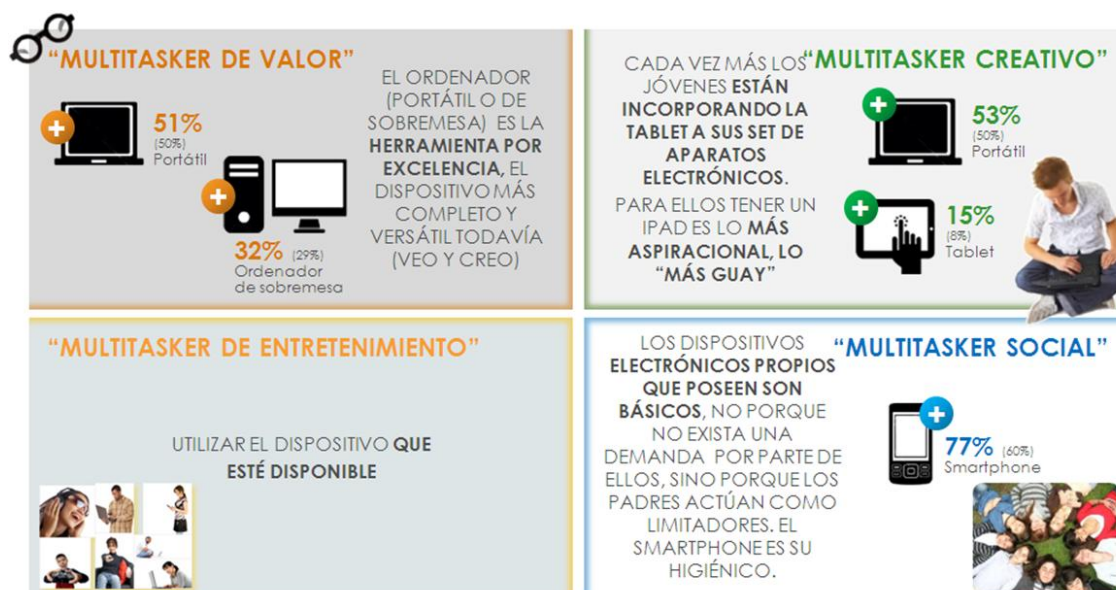 “MULTITASKER DE VALOR”
51%
(50%)
Portátil
32% (29%)
Ordenador
de sobremesa
EL ORDENADOR
(PORTÁTIL O DE
SOBREMESA) ES LA
HERRAMIENTA POR
EXCELENCIA, EL
DISPOSITIVO MÁS
COMPLETO Y
VERSÁTIL TODAVÍA
(VEO Y CREO)
CADA VEZ MÁS LOS
JÓVENES ESTÁN
INCORPORANDO LA
TABLET A SUS SET DE
APARATOS
ELECTRÓNICOS.
PARA ELLOS TENER UN
IPAD ES LO MÁS
ASPIRACIONAL, LO
“MÁS GUAY”
“MULTITASKER CREATIVO”
53%
(50%)
Portátil
15%
(8%)
Tablet
“MULTITASKER DE ENTRETENIMIENTO”
UTILIZAR EL DISPOSITIVO QUE
ESTÉ DISPONIBLE
LOS DISPOSITIVOS
ELECTRÓNICOS PROPIOS
QUE POSEEN SON
BÁSICOS, NO PORQUE
NO EXISTA UNA
DEMANDA POR PARTE DE
ELLOS, SINO PORQUE LOS
PADRES ACTÚAN COMO
LIMITADORES. EL
SMARTPHONE ES SU
HIGIÉNICO.
“MULTITASKER SOCIAL”
77% (60%)
Smartphone